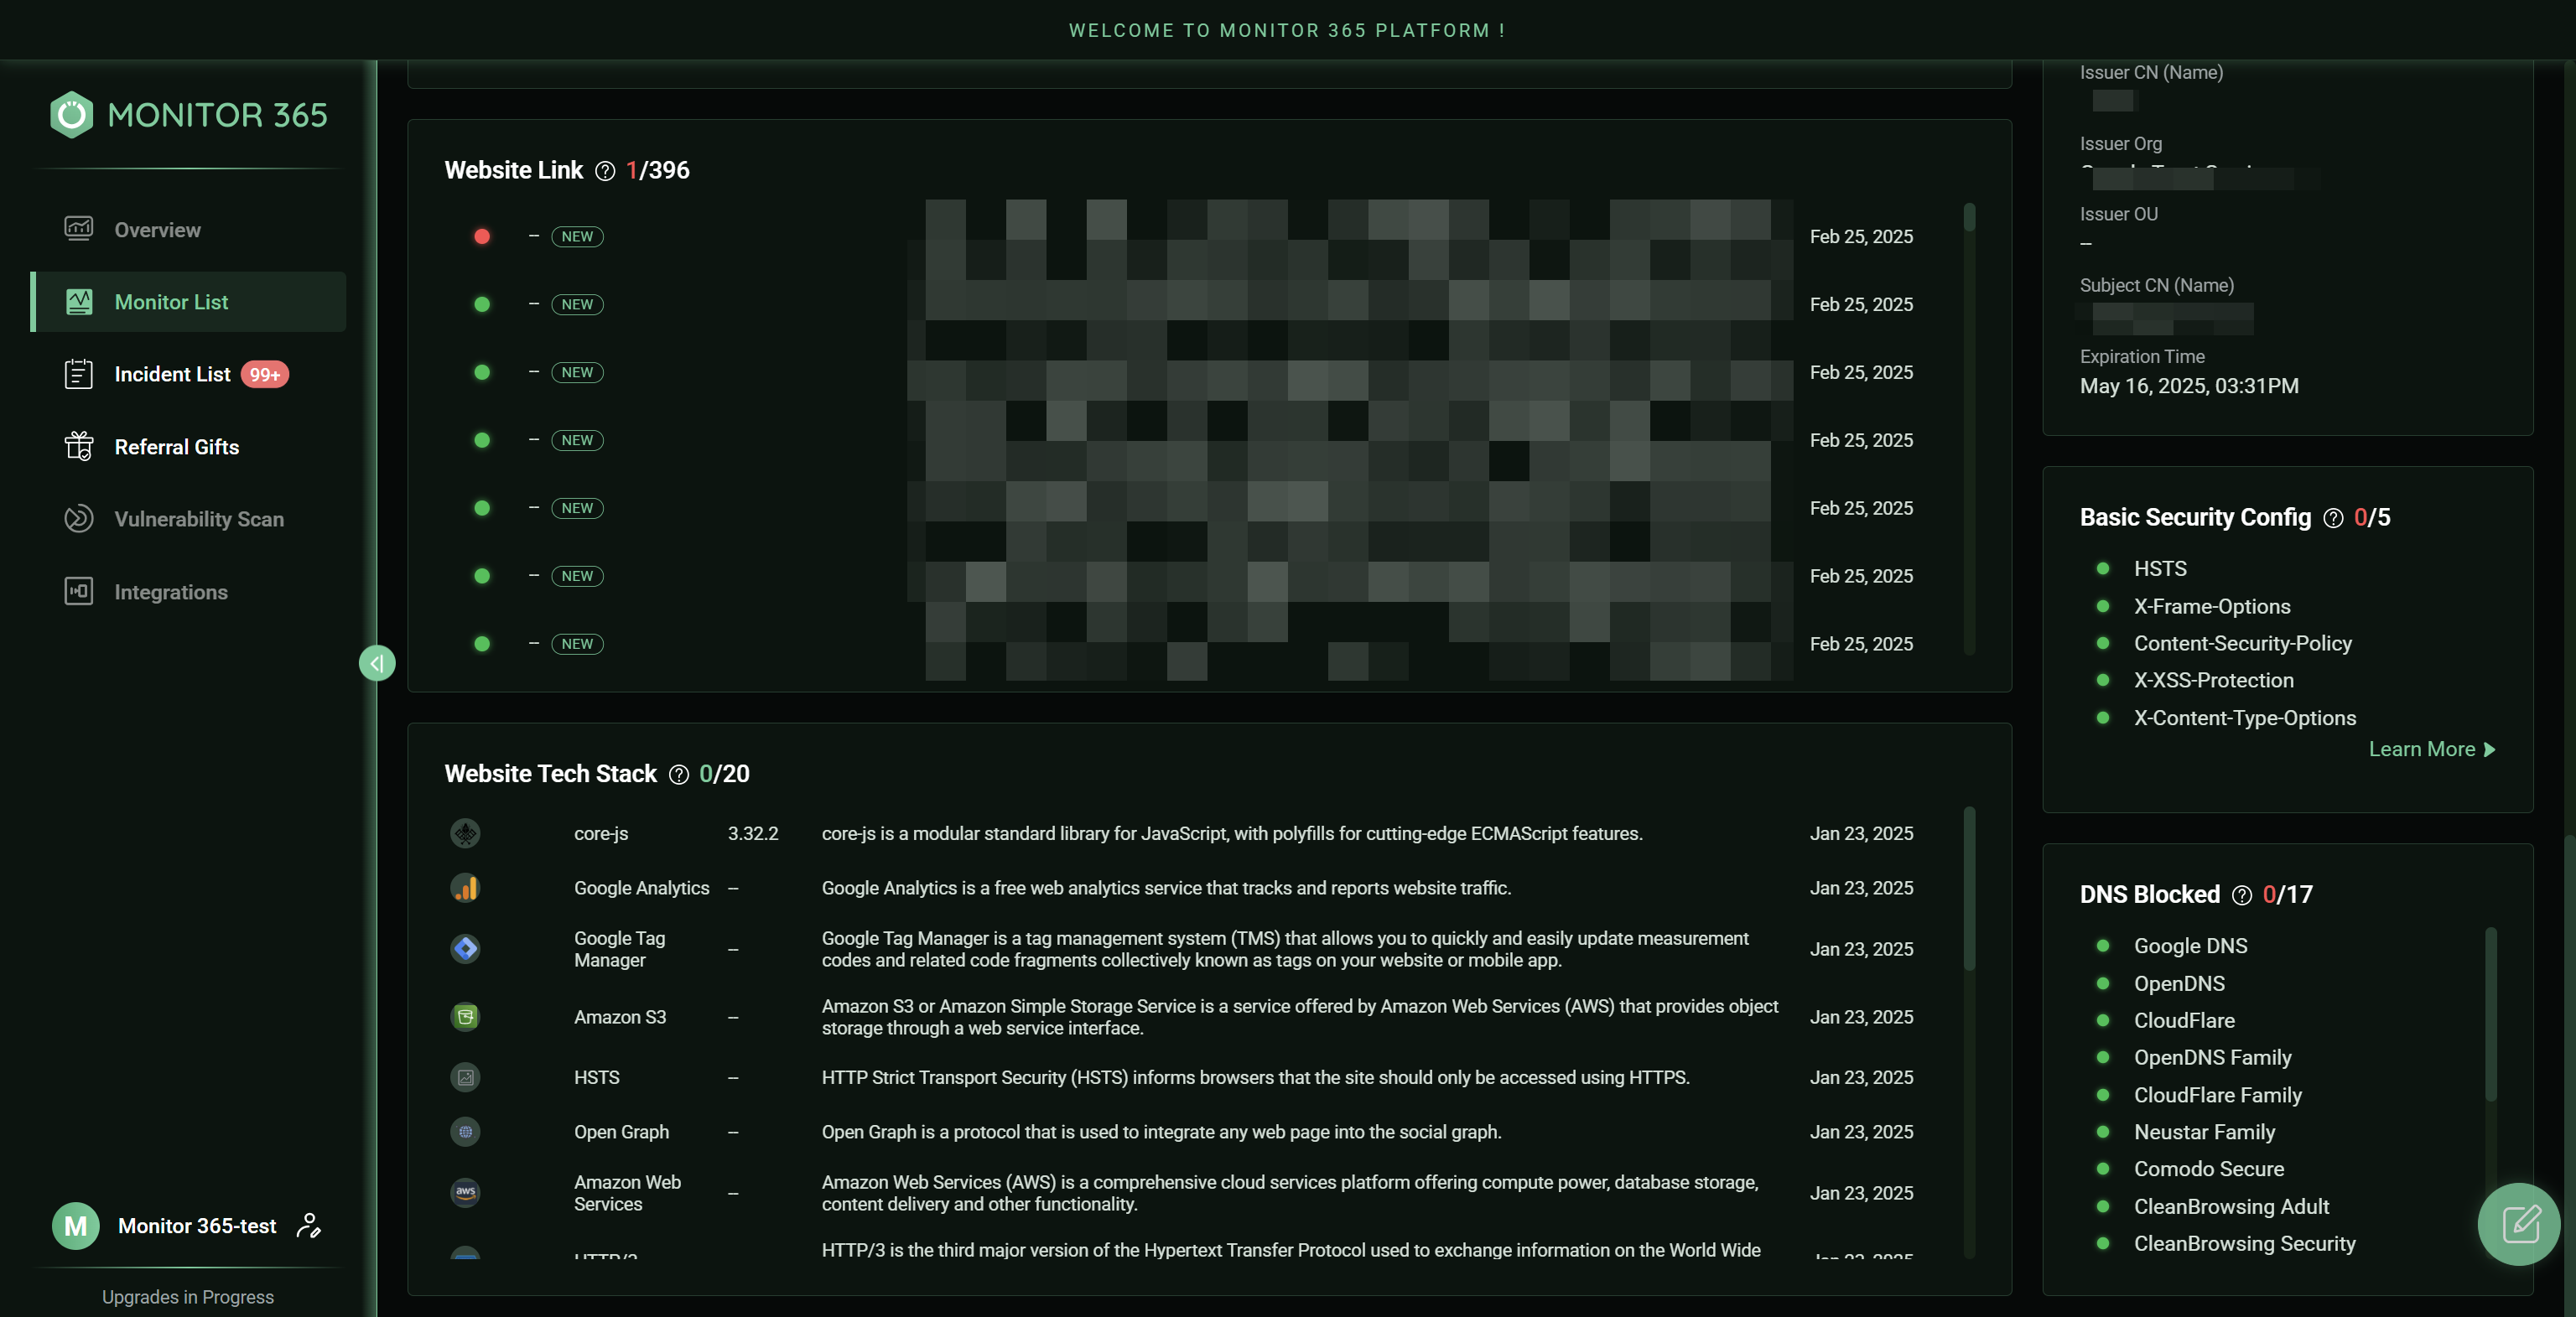 WELCOME TO MONITOR 365 PLATFORM !
MONITOR 365
Overview
Monitor List
Incident List 99+
Referral Gifts
Vulnerability Scan
Integrations
M Monitor 365-test
Upgrades in Progress
Website Link ? 1/396
-- NEW Feb 25, 2025
-- NEW Feb 25, 2025
-- NEW Feb 25, 2025
-- NEW Feb 25, 2025
-- NEW Feb 25, 2025
-- NEW Feb 25, 2025
-- NEW Feb 25, 2025
Website Tech Stack ? 0/20
core-js 3.32.2 core-js is a modular standard library for JavaScript, with polyfills for cutting-edge ECMAScript features. Jan 23, 2025
Google Analytics -- Google Analytics is a free web analytics service that tracks and reports website traffic. Jan 23, 2025
Google Tag
Manager
--
Google Tag Manager is a tag management system (TMS) that allows you to quickly and easily update measurement
codes and related code fragments collectively known as tags on your website or mobile app.
Jan 23, 2025
Amazon S3 --
Amazon S3 or Amazon Simple Storage Service is a service offered by Amazon Web Services (AWS) that provides object
storage through a web service interface.
Jan 23, 2025
HSTS -- HTTP Strict Transport Security (HSTS) informs browsers that the site should only be accessed using HTTPS. Jan 23, 2025
Open Graph -- Open Graph is a protocol that is used to integrate any web page into the social graph. Jan 23, 2025
aws
Amazon Web
Services
--
Amazon Web Services (AWS) is a comprehensive cloud services platform offering compute power, database storage,
content delivery and other functionality.
Jan 23, 2025
HTTP/3
HTTP/3 is the third major version of the Hypertext Transfer Protocol used to exchange information on the World Wide
Jan 23, 2025
Issuer CN (Name)
Issuer Org
Issuer OU
--
Subject CN (Name)
Expiration Time
May 16, 2025, 03:31PM
Basic Security Config ? 0/5
HSTS
X-Frame-Options
Content-Security-Policy
X-XSS-Protection
X-Content-Type-Options
Learn More
DNS Blocked ? 0/17
Google DNS
OpenDNS
CloudFlare
OpenDNS Family
CloudFlare Family
Neustar Family
Comodo Secure
CleanBrowsing Adult
CleanBrowsing Security